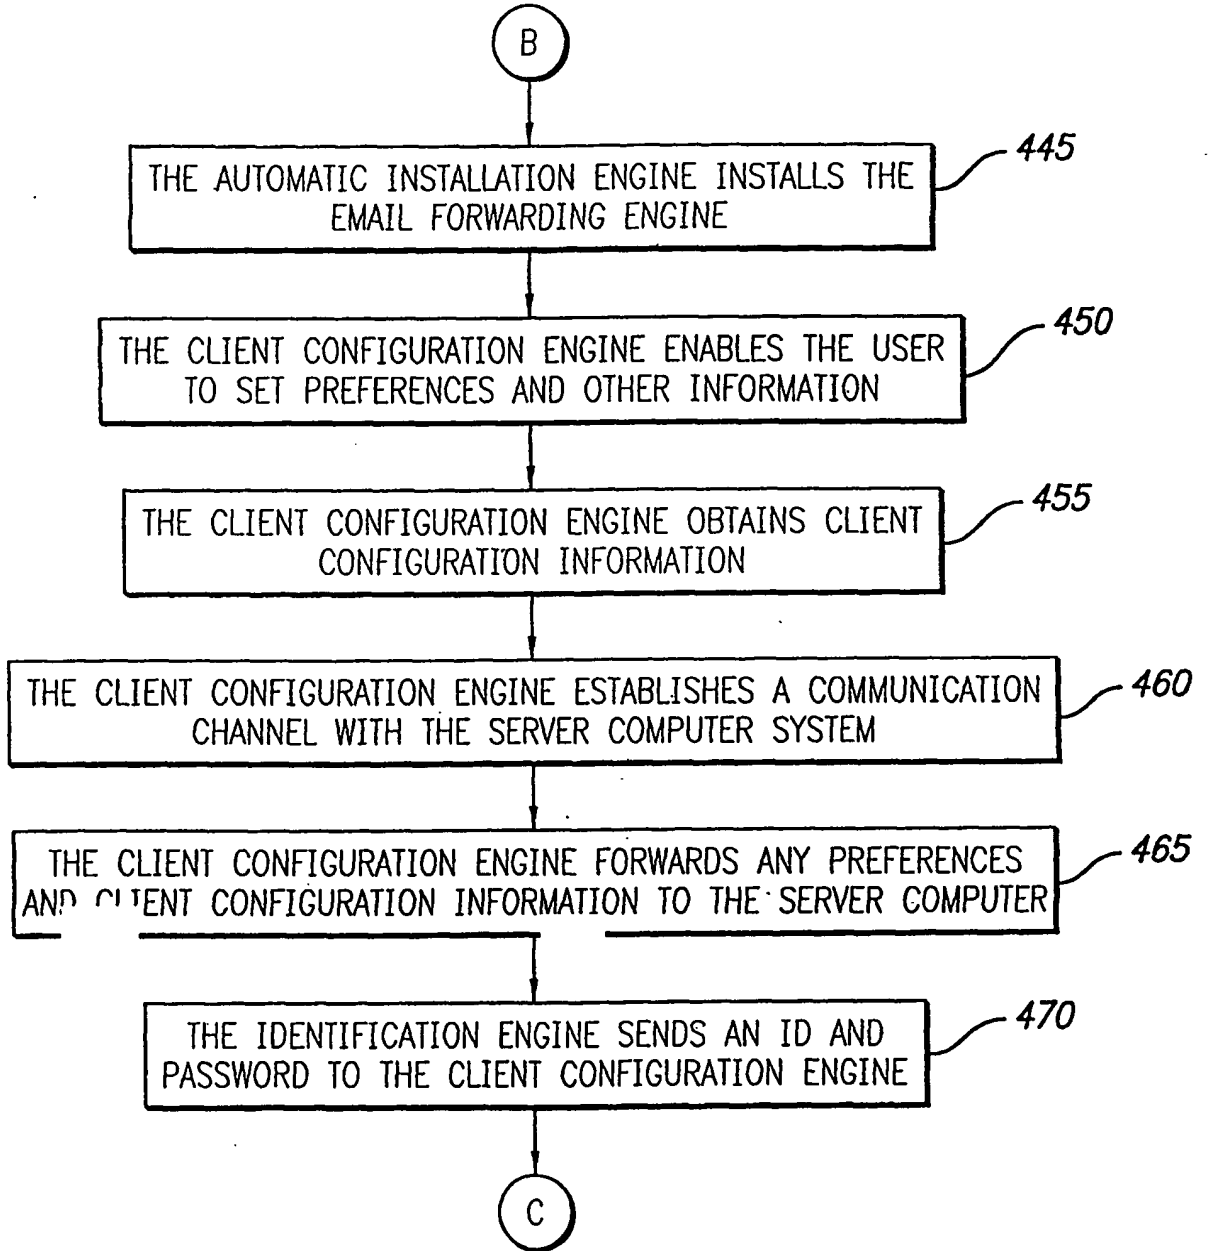 B
THE AUTOMATIC INSTALLATION ENGINE INSTALLS THE
EMAIL FORWARDING ENGINE
445
THE CLIENT CONFIGURATION ENGINE ENABLES THE USER
TO SET PREFERENCES AND OTHER INFORMATION
450
THE CLIENT CONFIGURATION ENGINE OBTAINS CLIENT
CONFIGURATION INFORMATION
455
THE CLIENT CONFIGURATION ENGINE ESTABLISHES A COMMUNICATION
CHANNEL WITH THE SERVER COMPUTER SYSTEM
460
THE CLIENT CONFIGURATION ENGINE FORWARDS ANY PREFERENCES
AND CLIENT CONFIGURATION INFORMATION TO THE SERVER COMPUTER
465
THE IDENTIFICATION ENGINE SENDS AN ID AND
PASSWORD TO THE CLIENT CONFIGURATION ENGINE
470
C